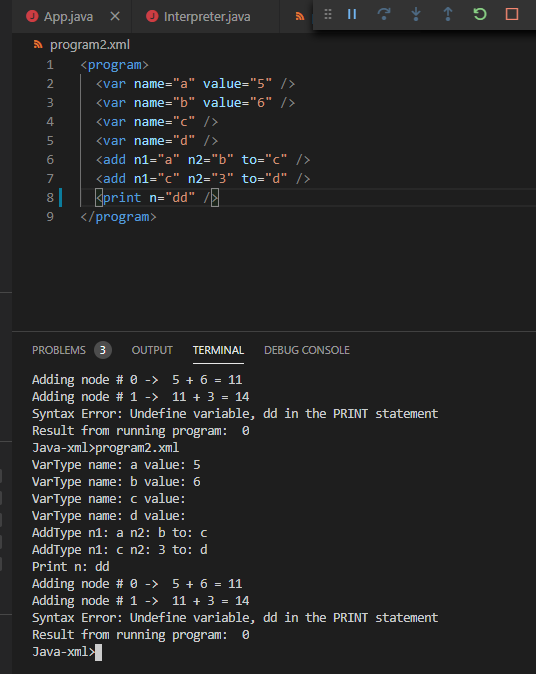 App.java Interpreter.java
program2.xml
1 <program>
2 <var name="a" value="5" />
3 <var name="b" value="6" />
4 <var name="c" />
5 <var name="d" />
6 <add n1="a" n2="b" to="c" />
7 <add n1="c" n2="3" to="d" />
8 <print n="dd" />
9 </program>
PROBLEMS 3 OUTPUT TERMINAL DEBUG CONSOLE
Adding node # 0 -> 5 + 6 = 11
Adding node # 1 -> 11 + 3 = 14
Syntax Error: Undefine variable, dd in the PRINT statement
Result from running program: 0
Java-xml>program2.xml
VarType name: a value: 5
VarType name: b value: 6
VarType name: c value:
VarType name: d value:
AddType n1: a n2: b to: c
AddType n1: c n2: 3 to: d
Print n: dd
Adding node # 0 -> 5 + 6 = 11
Adding node # 1 -> 11 + 3 = 14
Syntax Error: Undefine variable, dd in the PRINT statement
Result from running program: 0
Java-xml>